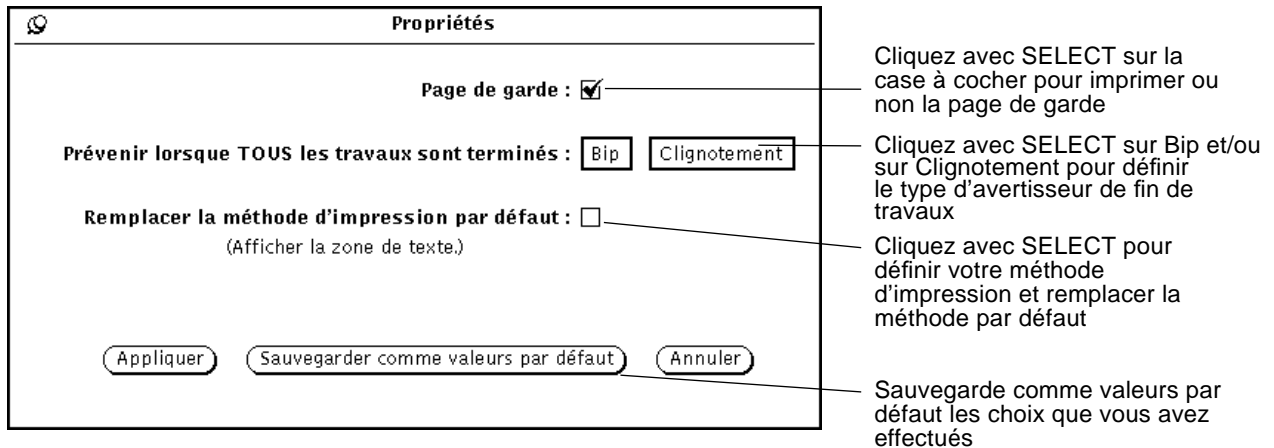 Propriétés
Page de garde :
Prévenir lorsque TOUS les travaux sont terminés : Bip Clignotement
Remplacer la méthode d'impression par défaut :
(Afficher la zone de texte.)
Appliquer Sauvegarder comme valeurs par défaut Annuler
Cliquez avec SELECT sur la
case à cocher pour imprimer ou
non la page de garde
Cliquez avec SELECT sur Bip et/ou
sur Clignotement pour définir
le type d'avertisseur de fin de
travaux
Cliquez avec SELECT pour
définir votre méthode
d'impression et remplacer la
méthode par défaut
Sauvegarde comme valeurs par
défaut les choix que vous avez
effectués